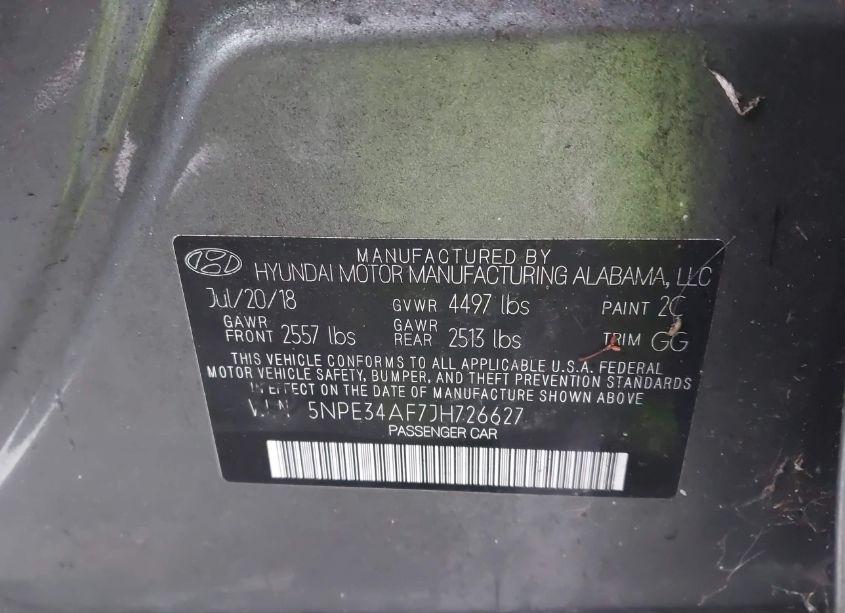 MANUFACTURED BY
HYUNDAI MOTOR MANUFACTURING ALABAMA, LLC
Jul/20/18 GVWR 4497 lbs PAINT 2C
GAWR FRONT 2557 lbs GAWR REAR 2513 lbs TRIM GG
THIS VEHICLE CONFORMS TO ALL APPLICABLE U.S.A. FEDERAL
MOTOR VEHICLE SAFETY, BUMPER, AND THEFT PREVENTION STANDARDS
IN EFFECT ON THE DATE OF MANUFACTURE SHOWN ABOVE
VIN 5NPE34AF7JH726627
PASSENGER CAR